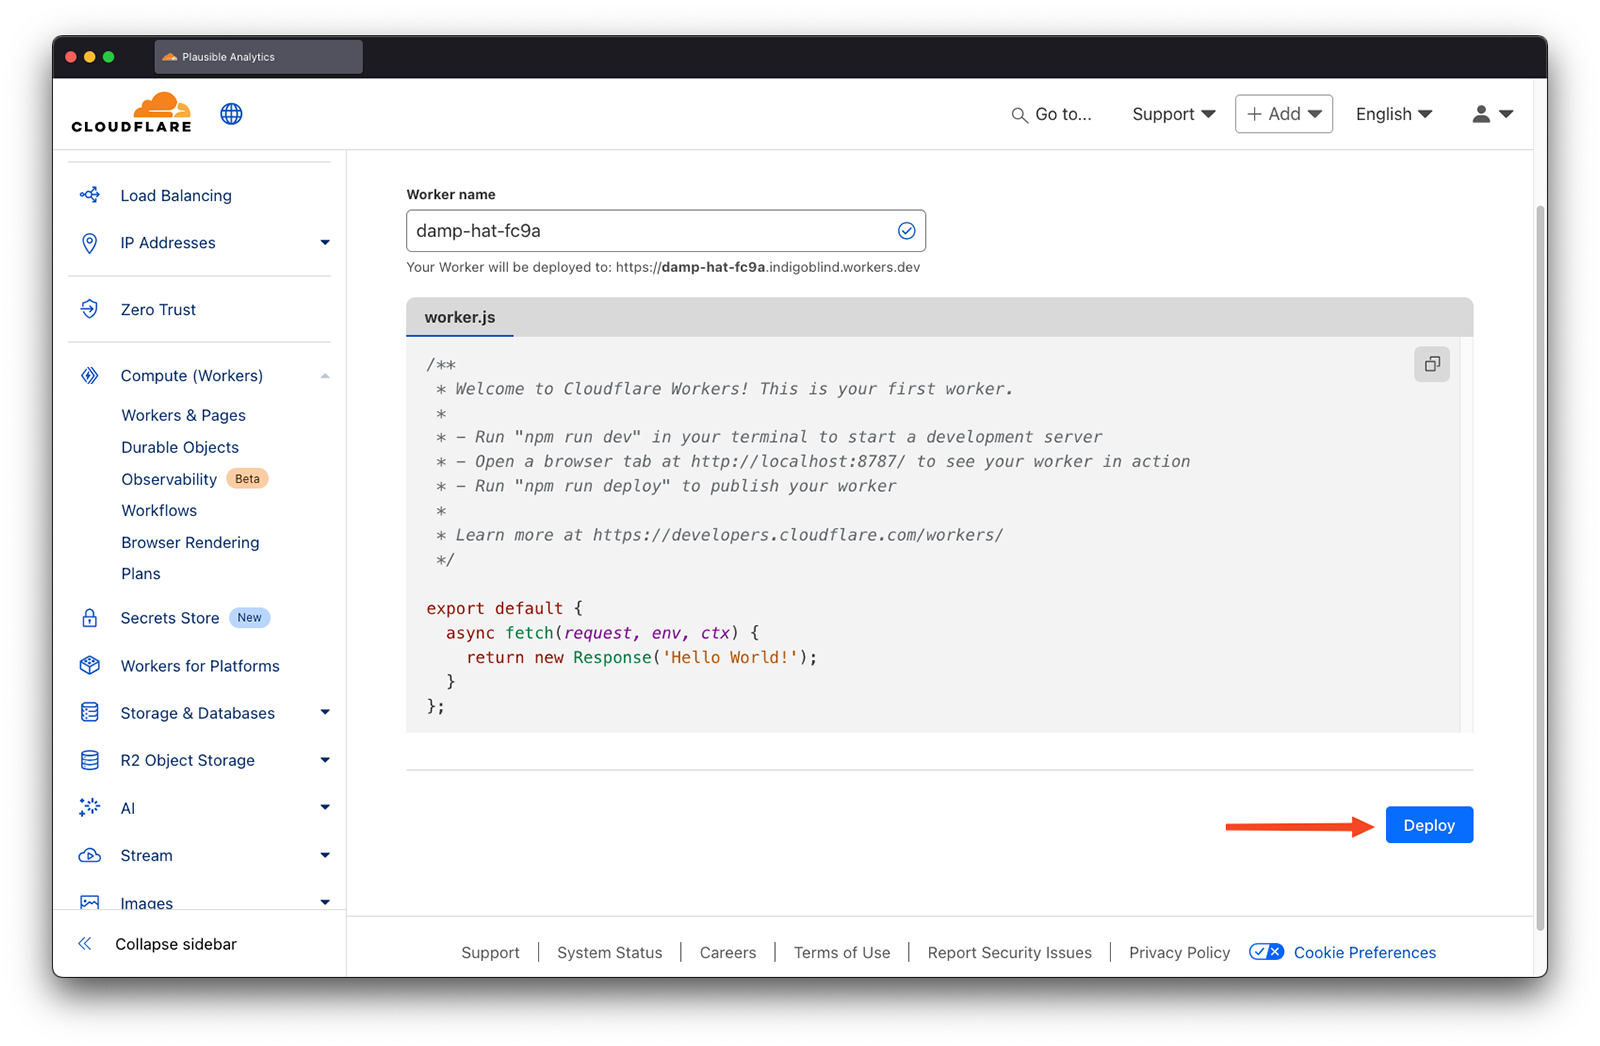 Plausible Analytics
CLOUDFLARE
Go to...
Support
+ Add
English
Load Balancing
IP Addresses
Zero Trust
Compute (Workers)
Workers & Pages
Durable Objects
Observability Beta
Workflows
Browser Rendering
Plans
Secrets Store New
Workers for Platforms
Storage & Databases
R2 Object Storage
AI
Stream
Images
Collapse sidebar
Worker name
damp-hat-fc9a
Your Worker will be deployed to: https://damp-hat-fc9a.indigoblind.workers.dev
worker.js
/**
 * Welcome to Cloudflare Workers! This is your first worker.
 *
 * - Run "npm run dev" in your terminal to start a development server
 * - Open a browser tab at http://localhost:8787/ to see your worker in action
 * - Run "npm run deploy" to publish your worker
 *
 * Learn more at https://developers.cloudflare.com/workers/
 */
export default {
  async fetch(request, env, ctx) {
    return new Response('Hello World!');
  }
};
Deploy
Support | System Status | Careers | Terms of Use | Report Security Issues | Privacy Policy Cookie Preferences